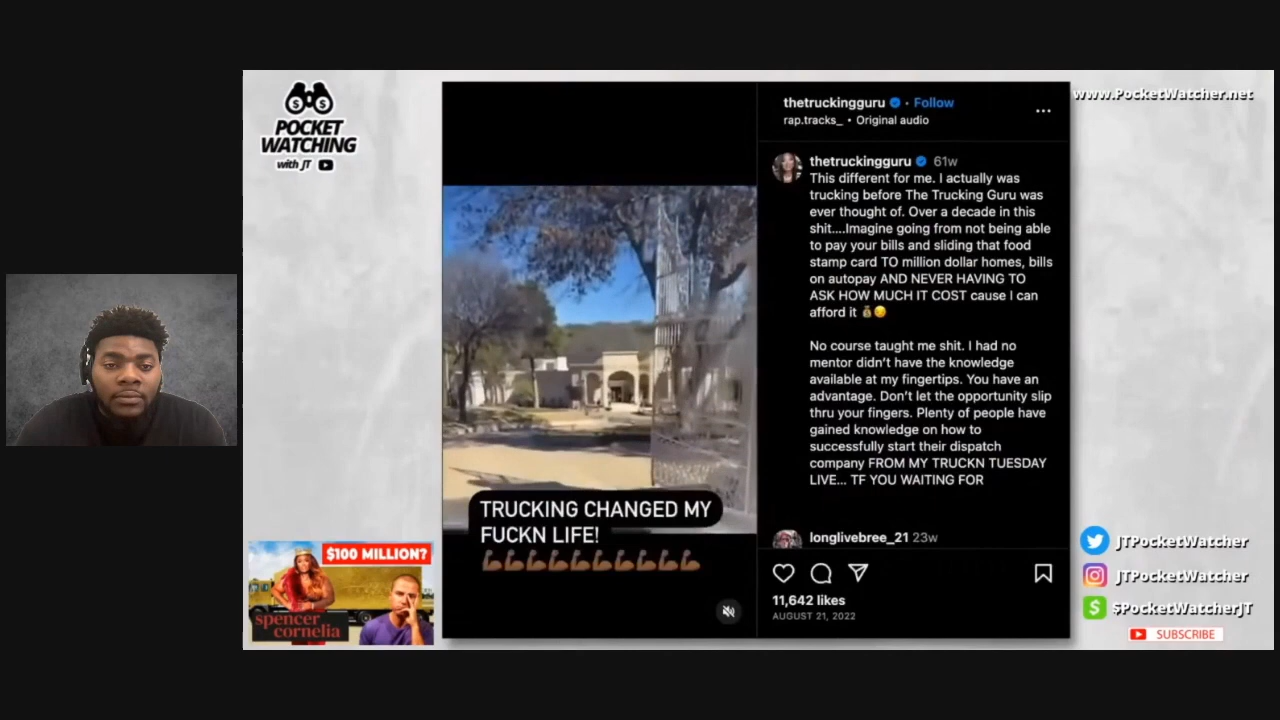 POCKET
WATCHING
with JT
thetruckingguru • Follow
rap.tracks_ • Original audio
www.PocketWatcher.net
thetruckingguru 61w
This different for me. I actually was
trucking before The Trucking Guru was
ever thought of. Over a decade in this
shit....Imagine going from not being able
to pay your bills and sliding that food
stamp card TO million dollar homes, bills
on autopay AND NEVER HAVING TO
ASK HOW MUCH IT COST cause I can
afford it 💰😏
No course taught me shit. I had no
mentor didn't have the knowledge
available at my fingertips. You have an
advantage. Don't let the opportunity slip
thru your fingers. Plenty of people have
gained knowledge on how to
successfully start their dispatch
company FROM MY TRUCKN TUESDAY
LIVE... TF YOU WAITING FOR
TRUCKING CHANGED MY
FUCKN LIFE!
💪🏾💪🏾💪🏾💪🏾💪🏾💪🏾💪🏾💪🏾💪🏾💪🏾
longlivebree_21 23w
11,642 likes
AUGUST 21, 2022
$100 MILLION?
spencer
cornelia
JTPocketWatcher
JTPocketWatcher
$PocketWatcherJT
SUBSCRIBE